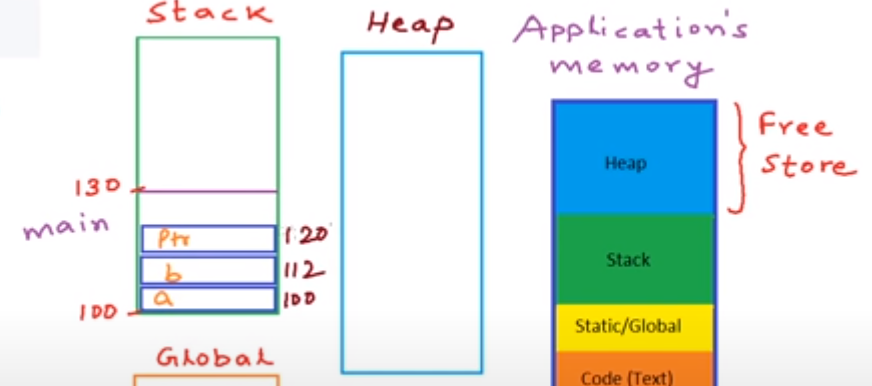 Stack
130
main
Ptr 120
b 112
a 100
100
Global
Heap
Application's
memory
Heap
Stack
Static/Global
Code (Text)
Free
Store